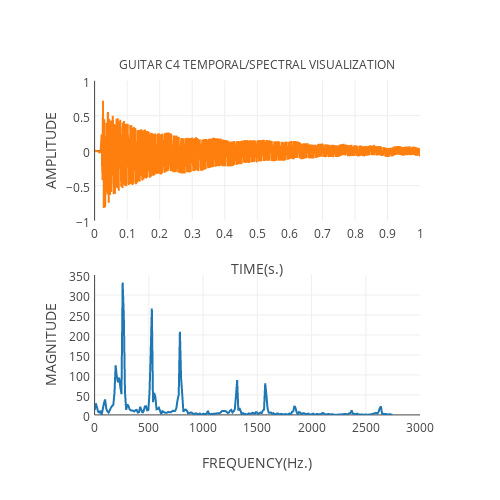 GUITAR C4 TEMPORAL/SPECTRAL VISUALIZATION
1
0.5
0
−0.5
−1
AMPLITUDE
0 0.1 0.2 0.3 0.4 0.5 0.6 0.7 0.8 0.9 1
TIME(s.)
350
300
250
200
150
100
50
0
MAGNITUDE
0 500 1000 1500 2000 2500 3000
FREQUENCY(Hz.)